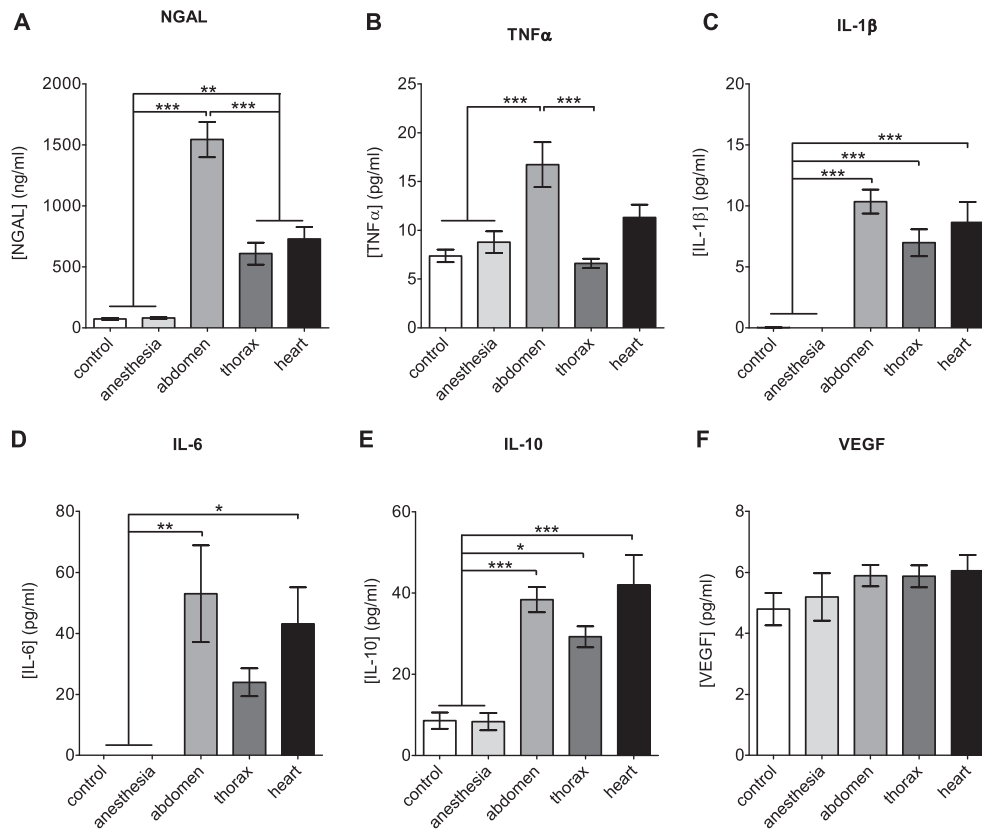 A
NGAL
[NGAL] (ng/ml)
2000
1500
1000
500
0
**
***
***
control
anesthesia
abdomen
thorax
heart
B
TNFα
[TNFα] (pg/ml)
25
20
15
10
5
0
***
***
control
anesthesia
abdomen
thorax
heart
C
IL-1β
[IL-1β] (pg/ml)
20
15
10
5
0
***
***
***
control
anesthesia
abdomen
thorax
heart
D
IL-6
[IL-6] (pg/ml)
80
60
40
20
0
*
**
control
anesthesia
abdomen
thorax
heart
E
IL-10
[IL-10] (pg/ml)
60
40
20
0
***
*
***
control
anesthesia
abdomen
thorax
heart
F
VEGF
[VEGF] (pg/ml)
8
6
4
2
0
control
anesthesia
abdomen
thorax
heart